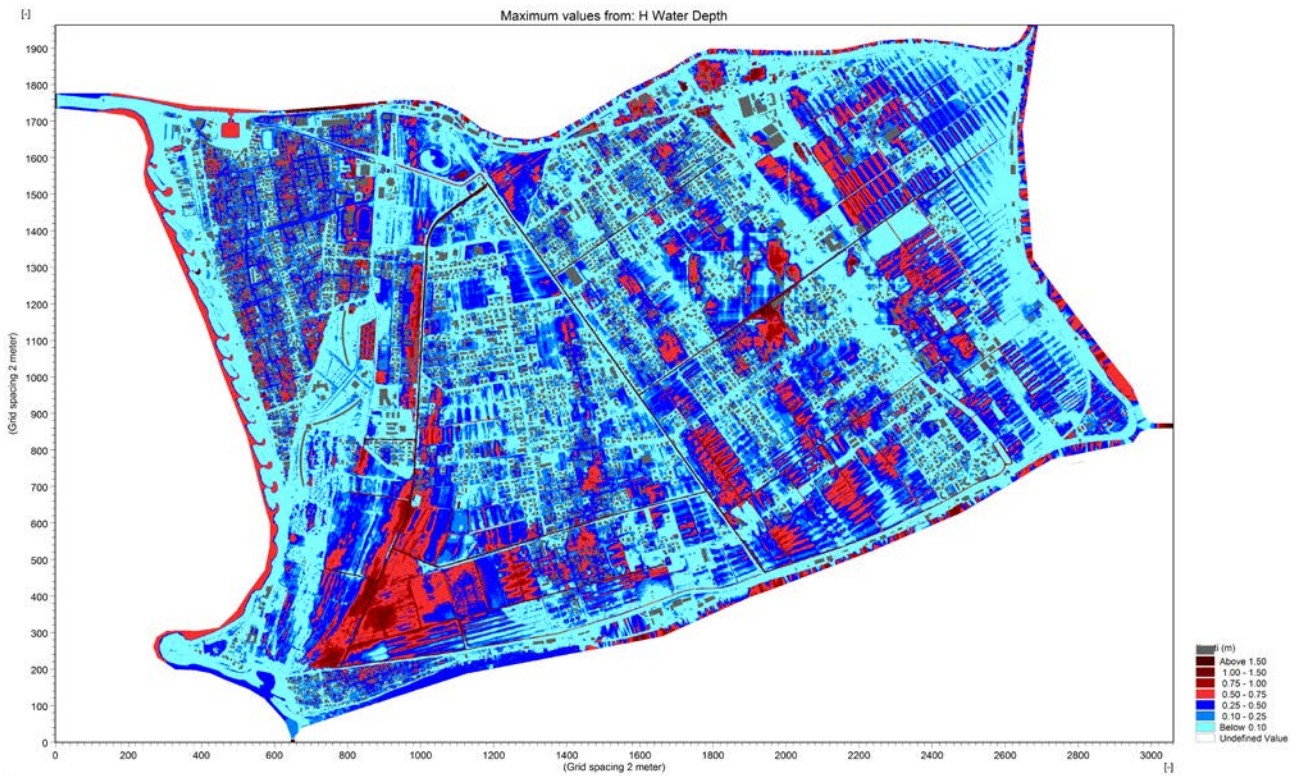 [-]
Maximum values from: H Water Depth
1900
1800
1700
1600
1500
1400
1300
1200
1100
1000
900
800
700
600
500
400
300
200
100
0
(Grid spacing 2 meter)
0 200 400 600 800 1000 1200 1400 1600 1800 2000 2200 2400 2600 2800 3000
(Grid spacing 2 meter) [-]
(m)
Above 1.50
1.00 - 1.50
0.75 - 1.00
0.50 - 0.75
0.25 - 0.50
0.10 - 0.25
Below 0.10
Undefined Value